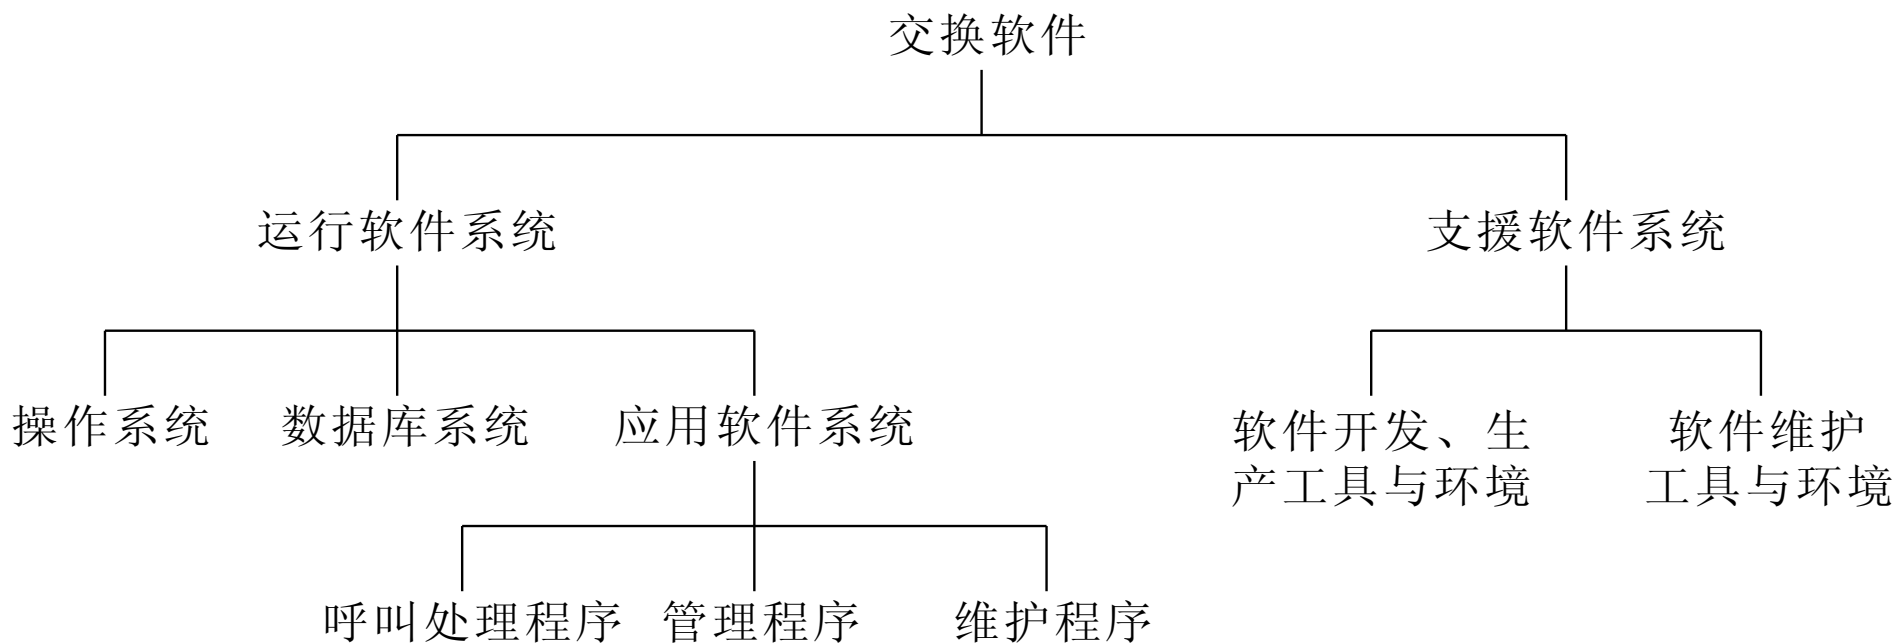 交换软件
运行软件系统
支援软件系统
操作系统
数据库系统
应用软件系统
软件开发、生
产工具与环境
软件维护
工具与环境
呼叫处理程序
管理程序
维护程序